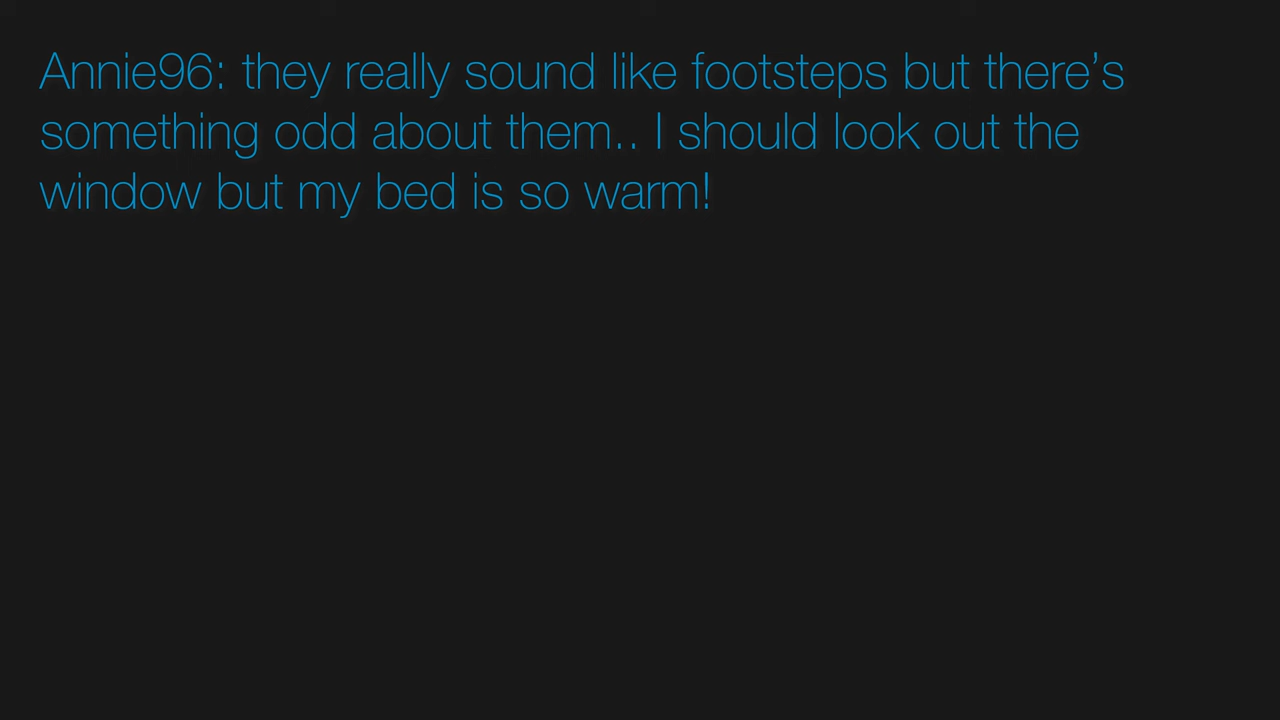 Annie96: they really sound like footsteps but there’s
something odd about them.. I should look out the
window but my bed is so warm!